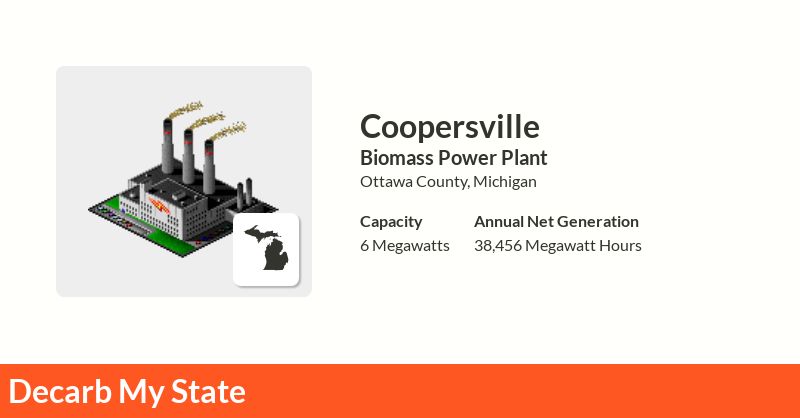 Coopersville
Biomass Power Plant
Ottawa County, Michigan
Capacity
6 Megawatts
Annual Net Generation
38,456 Megawatt Hours
Decarb My State